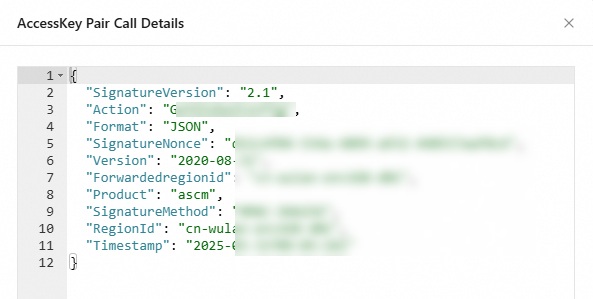 AccessKey Pair Call Details
1 {
2 "SignatureVersion": "2.1",
3 "Action": "G ,
4 "Format": "JSON",
5 "SignatureNonce": "
6 "Version": "2020-08-
7 "Forwardedregionid":
8 "Product": "ascm",
9 "SignatureMethod":
10 "RegionId": "cn-wula
11 "Timestamp": "2025-
12 }